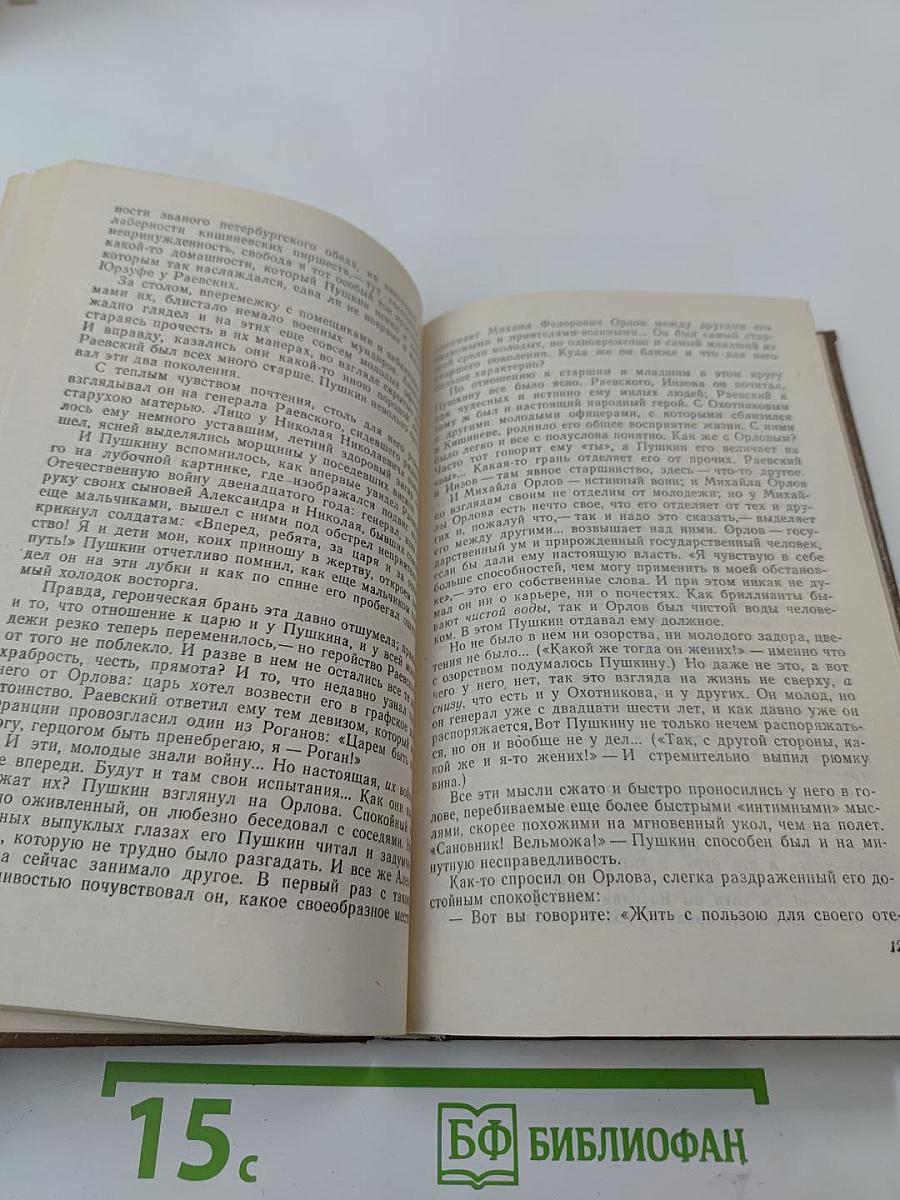 ности званого петербургского обеда, ни
лаберности кишиневских пиршеств,— тут
непринужденность, свобода и тот особый тон
какой-то домашности, который Пушкин ценил и
которым так наслаждался, едва ли не впервые в
Юрзуфе у Раевских.
За столом, вперемежку с помещиками и
мами их, блистало немало военных мундиров.
жадно глядел и на этих еще совсем молодых
стараясь прочесть в их манерах, во взгляде
И вправду, казались они какой-то иною породой.
Раевский был всех много старше. Пушкин невольно
вал эти два поколения.
С теплым чувством почтения, столь для него
взглядывал он на генерала Раевского, сидевшего
старухою матерью. Лицо у Николая Николаевича
лось ему немного уставшим, летний здоровый загар
шел, ясней выделялись морщины у поседевших
И Пушкину вспомнилось, как впервые увидел
го на лубочной картинке, где изображался подвиг
Отечественную войну двенадцатого года: генерал,
руку своих сыновей Александра и Николая, бывших
еще мальчиками, вышел с ними под обстрел
крикнул солдатам: «Вперед, ребята, за царя и за
ство! Я и дети мои, коих приношу в жертву, откроем
путь!» Пушкин отчетливо помнил, как еще мальчиком
дел он на эти лубки и как по спине его пробегал
мый холодок восторга.
Правда, героическая брань эта давно отшумела;
и то, что отношение к царю и у Пушкина, и у всей
дежи резко теперь переменилось,— но геройство
от того не поблекло. И разве в нем не остались все те
храбрость, честь, прямота? И то, что недавно узнал
него от Орлова: царь хотел возвести его в графское
тоинство. Раевский ответил ему тем девизом, который
ранции провозгласил один из Роганов: «Царем быть
гу, герцогом быть пренебрегаю, я — Роган!»
И эти, молодые знали войну... Но настоящая, их
е впереди. Будут и там свои испытания... Как они
жат их? Пушкин взглянул на Орлова. Спокойный
но оживленный, он любезно беседовал с соседями.
ных выпуклых глазах его Пушкин читал и
, которую не трудно было разгадать. И все же
а сейчас занимало другое. В первый раз с
ливостью почувствовал он, какое своеобразное
Михаил Федорович Орлов между другими его
знакомыми и приятелями-военными... Он был самый стар-
ший среди молодых, но одновременно и самый младший из
старшего поколения. Куда же он ближе и что для него
больше характерно?
По отношению к старшим и младшим в этом кругу
Пушкину все было ясно. Раевского, Инзова он почитал,
как чудесных и истинно ему милых людей; Раевский к
тому ж был и настоящий народный герой. С Охотниковым
и другими молодыми офицерами, с которыми сблизился
в Кишиневе, роднило его общее восприятие жизни. С ними
было легко и все с полуслова понятно. Как же с Орловым?
Часто тот говорит ему «ты», а Пушкин его величает на
«вы»... Какая-то грань отделяет его от прочих. Раевский
и Инзов — там явное старшинство, здесь — что-то другое.
И Михайла Орлов — истинный воин; и Михайла Орлов
по взглядам своим не отделим от молодежи; но у Михай-
лы Орлова есть нечто свое, что его отделяет от тех и дру-
гих и, пожалуй что,— так и надо это сказать,— выделяет
его между другими... возвышает над ними. Орлов — госу-
дарственный ум и прирожденный государственный человек,
если бы дали ему настоящую власть. «Я чувствую в себе
больше способностей, чем могу применить в моей обстанов-
ке»,— это его собственные слова. И при этом никак не ду-
мал он ни о карьере, ни о почестях. Как бриллианты бы-
вают чистой воды, так и Орлов был чистой воды челове-
ком. В этом Пушкин отдавал ему должное.
Но не было в нем ни озорства, ни молодого задора, цве-
тения не было... («Какой же тогда он жених!» — именно что
с озорством подумалось Пушкину.) Но даже не это, а вот
чего у него нет, так это взгляда на жизнь не сверху, а
снизу, что есть и у Охотникова, и у других. Он молод, но
он генерал уже с двадцати шести лет, и как давно уже он
распоряжается. Вот Пушкину не только нечем распоряжать-
ся, но он и вообще не у дел... («Так, с другой стороны, ка-
кой же и я-то жених!» — И стремительно выпил рюмку
вина.)
Все эти мысли сжато и быстро проносились у него в го-
лове, перебиваемые еще более быстрыми «интимными» мыс-
лями, скорее похожими на мгновенный укол, чем на полет.
«Сановник! Вельможа!» — Пушкин способен был и на ми-
нутную несправедливость.
Как-то спросил он Орлова, слегка раздраженный его до-
стойным спокойствием:
— Вот вы говорите: «Жить с пользою для своего оте-
12
15 с
БФ БИБЛИОФАН